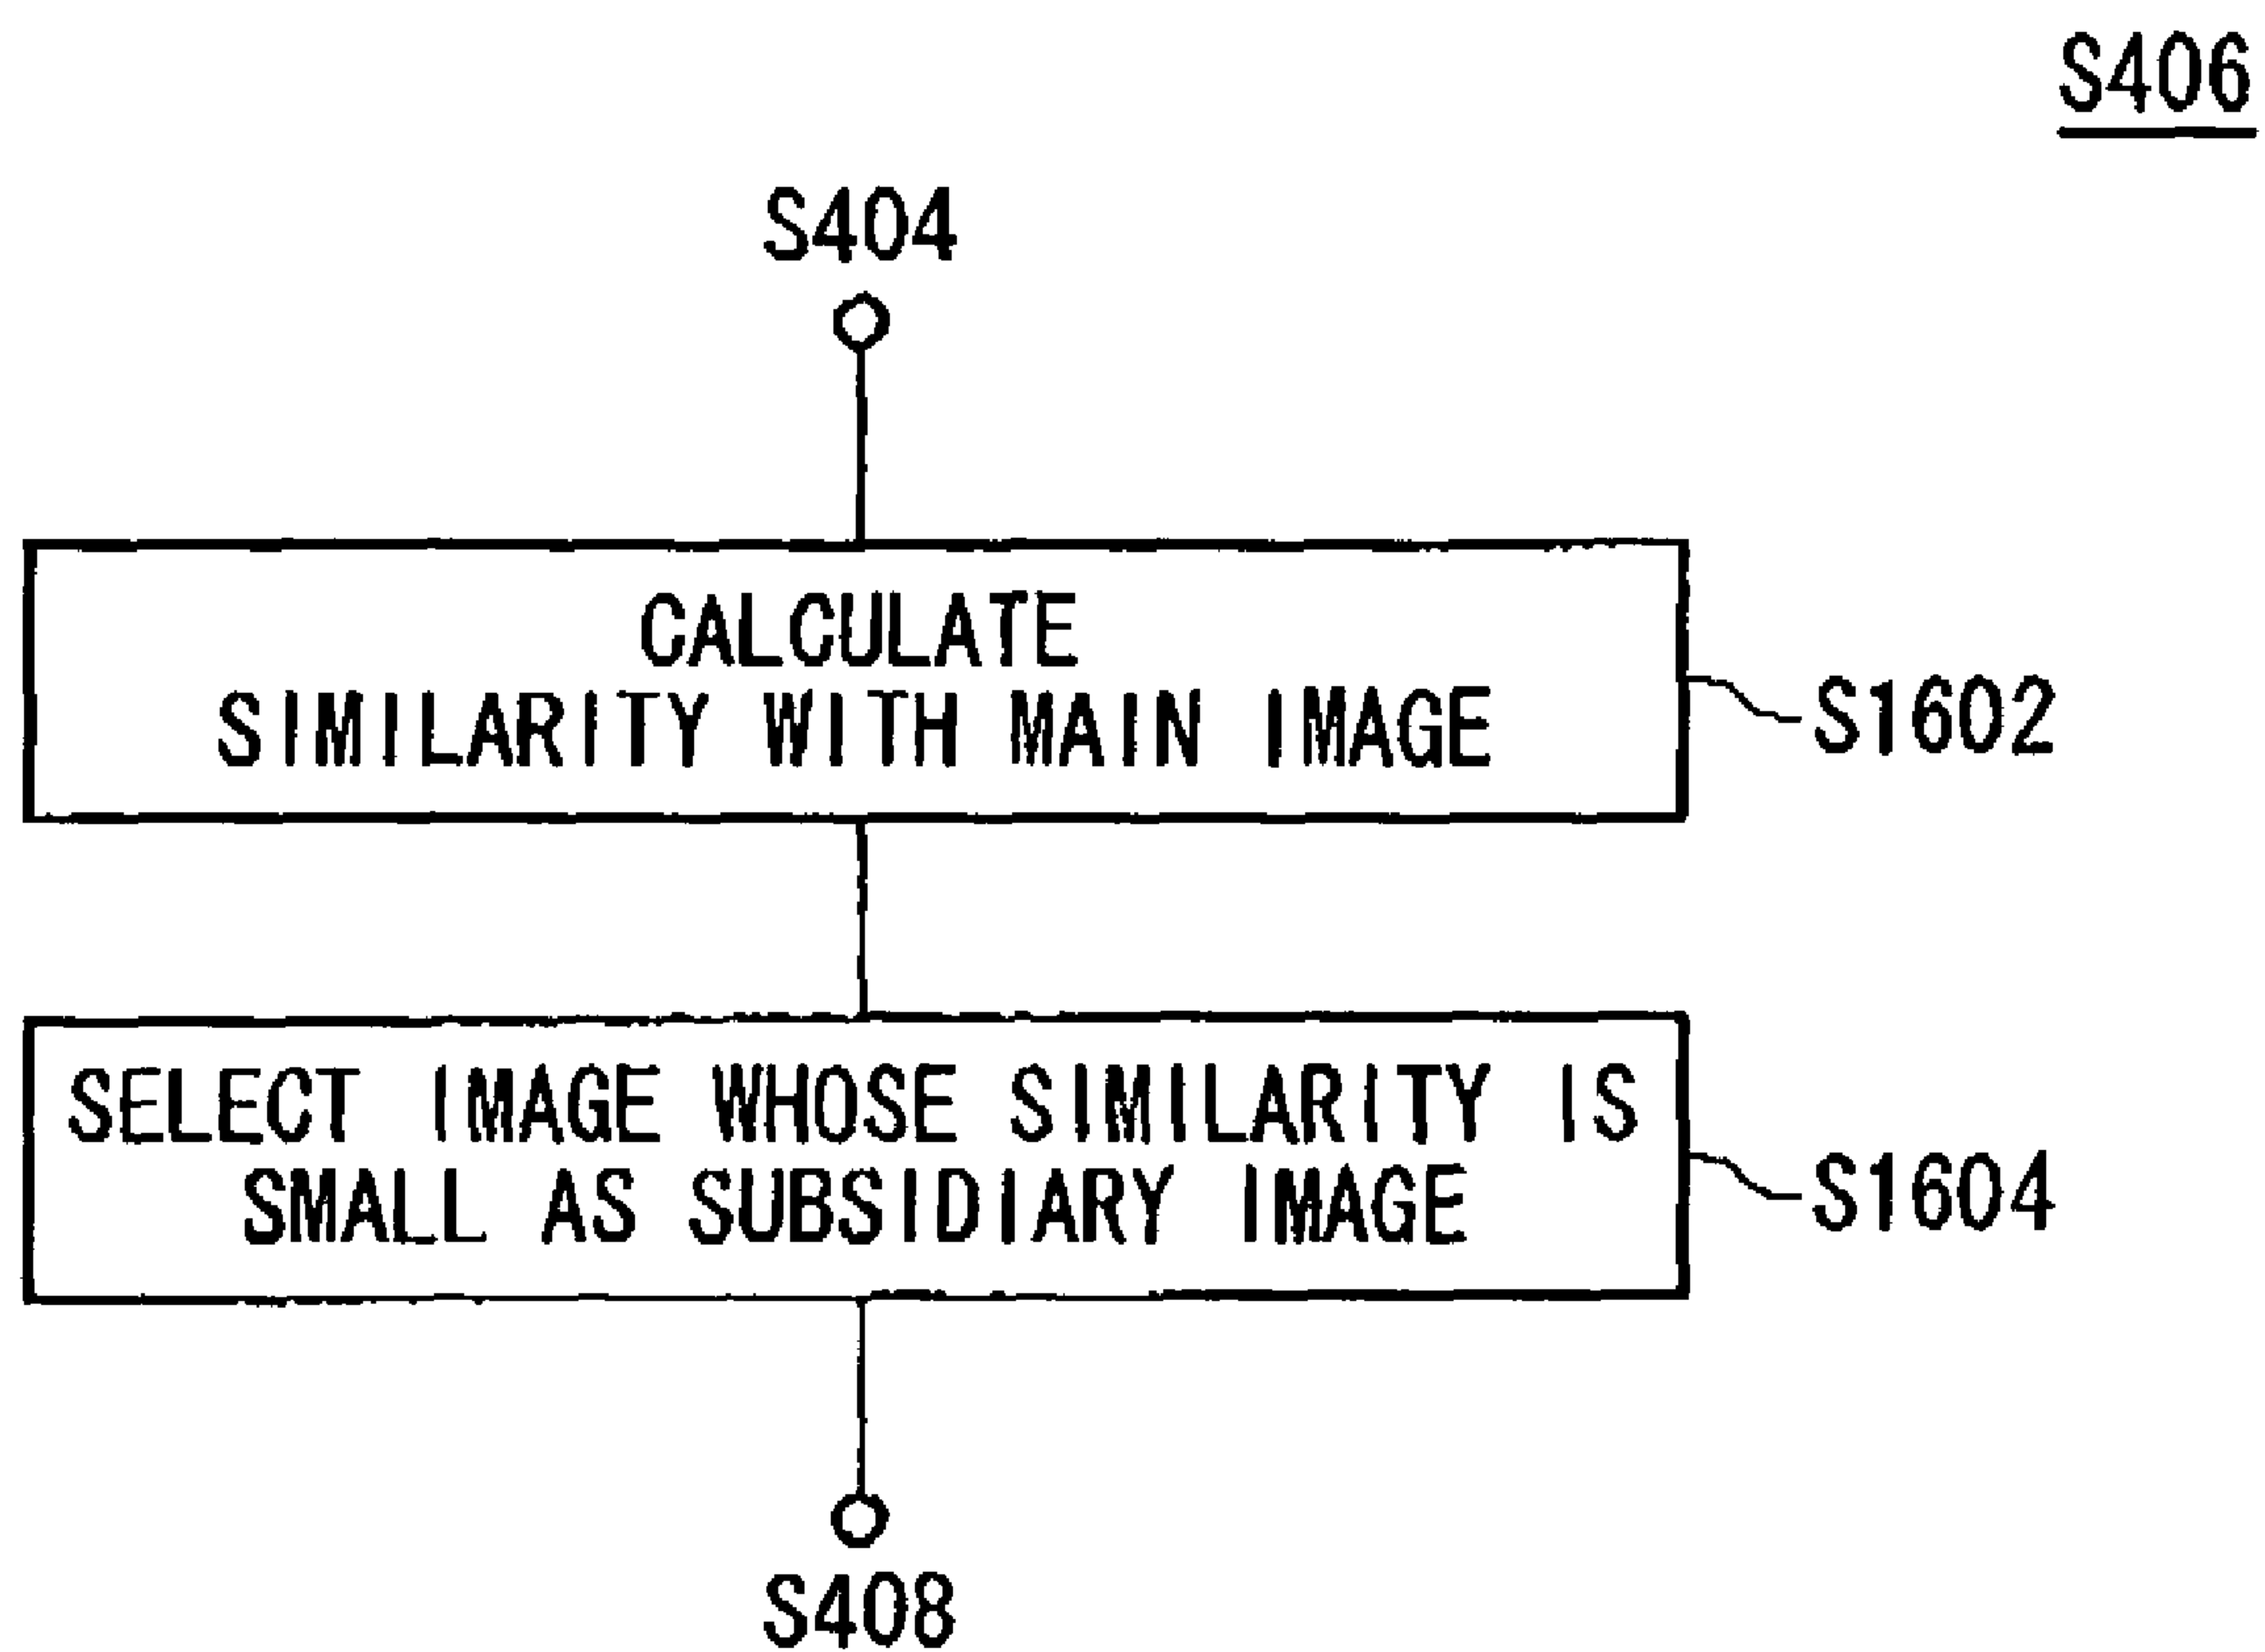 S406
S404
CALCULATE
SIMILARITY WITH MAIN IMAGE
S1602
SELECT IMAGE WHOSE SIMILARITY IS
SMALL AS SUBSIDIARY IMAGE
S1604
S408